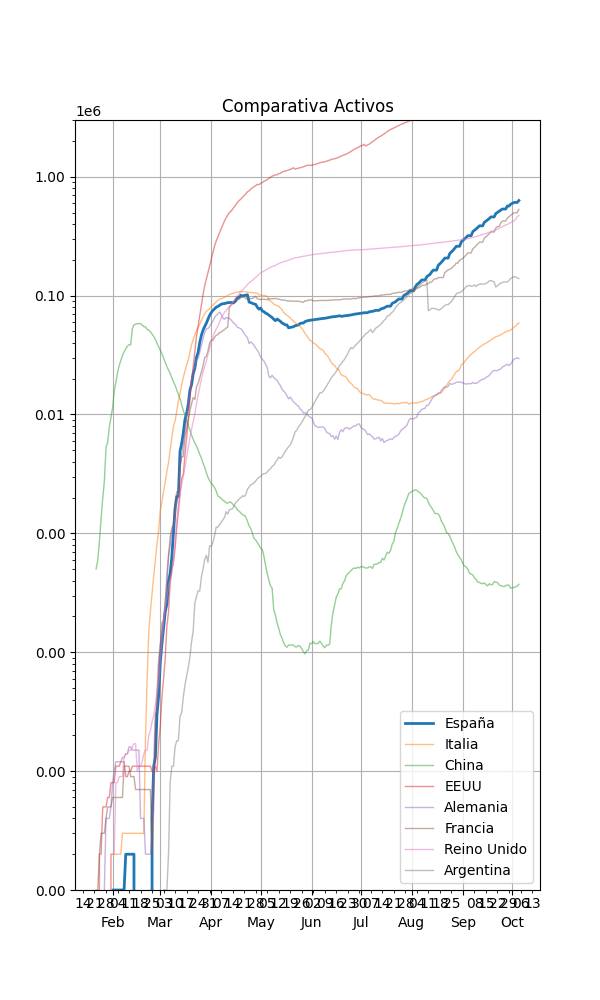 Comparativa Activos
1e6
1.00
0.10
0.01
0.00
0.00
0.00
0.00
España
Italia
China
EEUU
Alemania
Francia
Reino Unido
Argentina
Feb Mar Apr May Jun Jul Aug Sep Oct